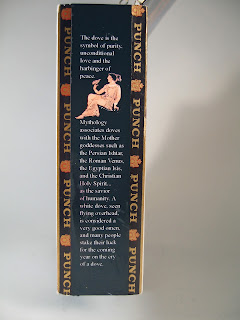 The dove is the
symbol of purity,
unconditional
love and the
harbinger of
peace.
Mythology
associates doves
with the Mother
goddesses such as
the Persian Ishtar,
the Roman Venus,
the Egyptian Isis,
and the Christian
Holy Spirit...
as the savior
of humanity. A
white dove, seen
flying overhead,
is considered a
very good omen,
and many people
stake their luck
for the coming
year on the cry
of a dove.
PUNCH
PUNCH
PUNCH
PUNCH
PUNCH
PUNCH
PUNCH
PUNCH
PUNCH
PUNCH